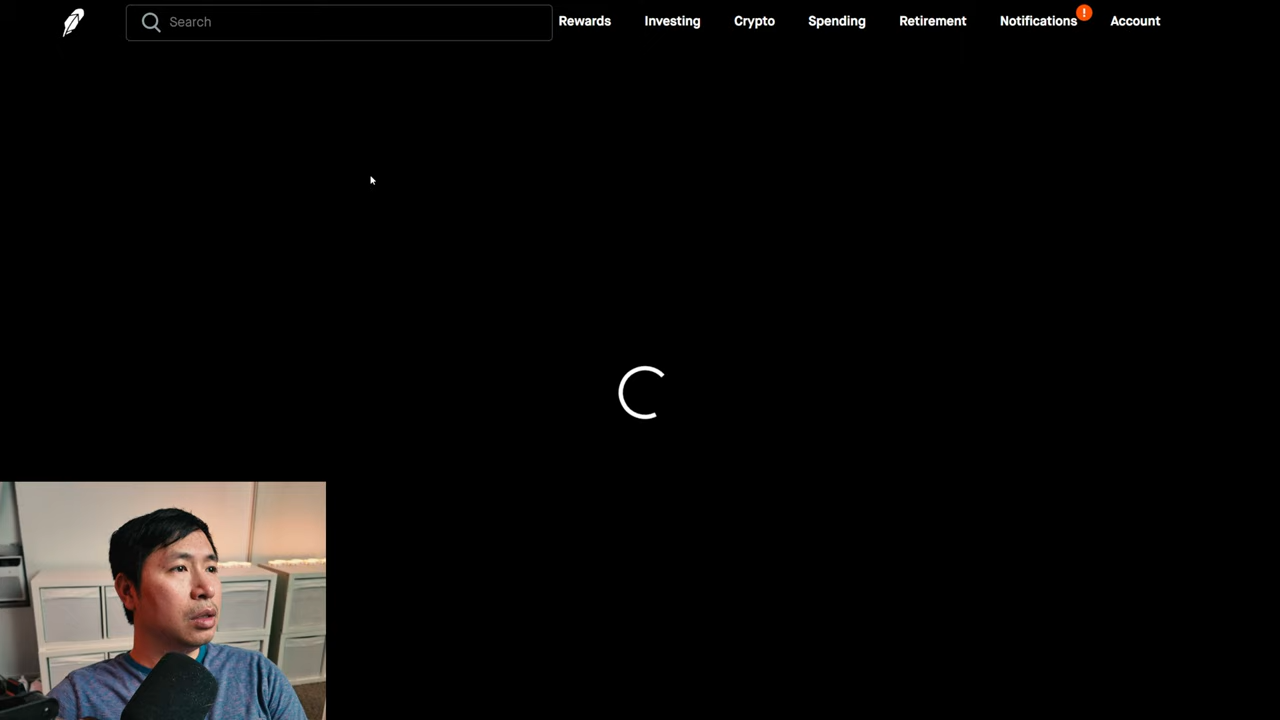 Search
Rewards
Investing
Crypto
Spending
Retirement
Notifications
!
Account